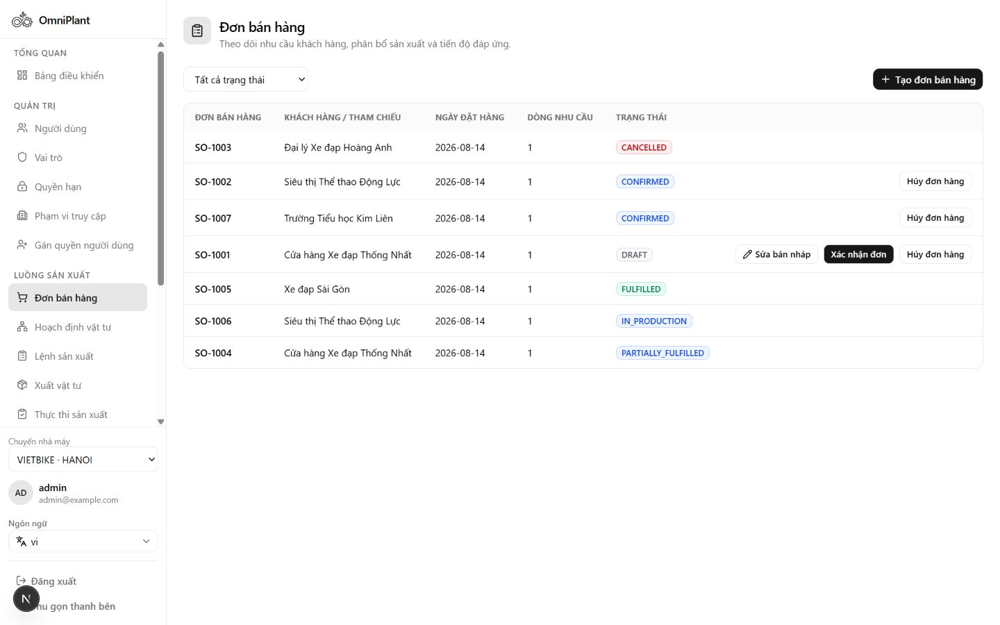 OmniPlant
TỔNG QUAN
Bảng điều khiển
QUẢN TRỊ
Người dùng
Vai trò
Quyền hạn
Phạm vi truy cập
Gán quyền người dùng
LUỒNG SẢN XUẤT
Đơn bán hàng
Hoạch định vật tư
Lệnh sản xuất
Xuất vật tư
Thực thi sản xuất
Chuyển nhà máy
VIETBIKE · HANOI
AD
admin
admin@example.com
Ngôn ngữ
vi
Đăng xuất
N
hu gọn thanh bên
Đơn bán hàng
Theo dõi nhu cầu khách hàng, phân bổ sản xuất và tiến độ đáp ứng.
Tất cả trạng thái
Tạo đơn bán hàng
ĐƠN BÁN HÀNG KHÁCH HÀNG / THAM CHIẾU NGÀY ĐẶT HÀNG DÒNG NHU CẦU TRẠNG THÁI
SO-1003 Đại lý Xe đạp Hoàng Anh 2026-08-14 1 CANCELLED
SO-1002 Siêu thị Thể thao Động Lực 2026-08-14 1 CONFIRMED Hủy đơn hàng
SO-1007 Trường Tiểu học Kim Liên 2026-08-14 1 CONFIRMED Hủy đơn hàng
SO-1001 Cửa hàng Xe đạp Thống Nhất 2026-08-14 1 DRAFT Sửa bản nháp Xác nhận đơn Hủy đơn hàng
SO-1005 Xe đạp Sài Gòn 2026-08-14 1 FULFILLED
SO-1006 Siêu thị Thể thao Động Lực 2026-08-14 1 IN_PRODUCTION
SO-1004 Cửa hàng Xe đạp Thống Nhất 2026-08-14 1 PARTIALLY_FULFILLED